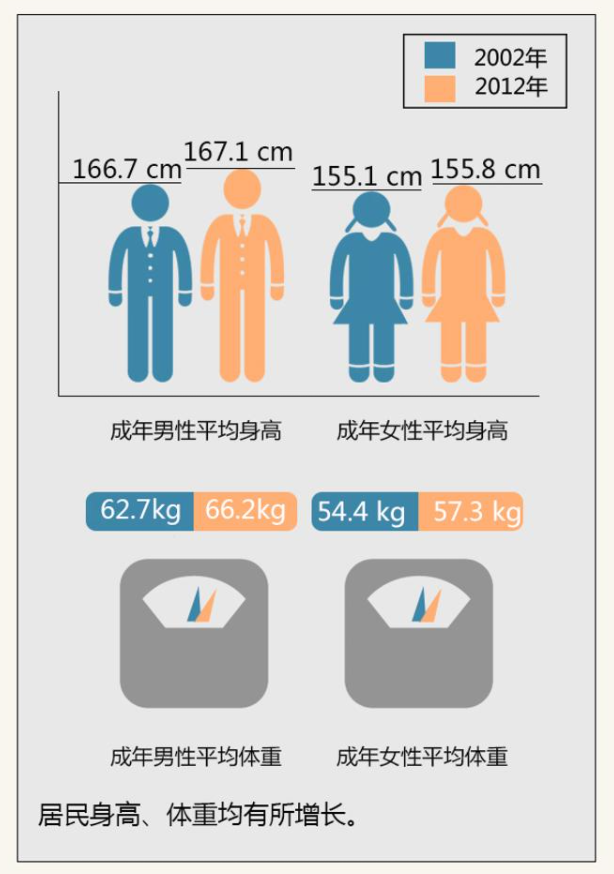 2002年
2012年
166.7 cm
167.1 cm
155.1 cm
155.8 cm
成年男性平均身高
成年女性平均身高
62.7kg
66.2kg
54.4 kg
57.3 kg
成年男性平均体重
成年女性平均体重
居民身高、体重均有所增长。